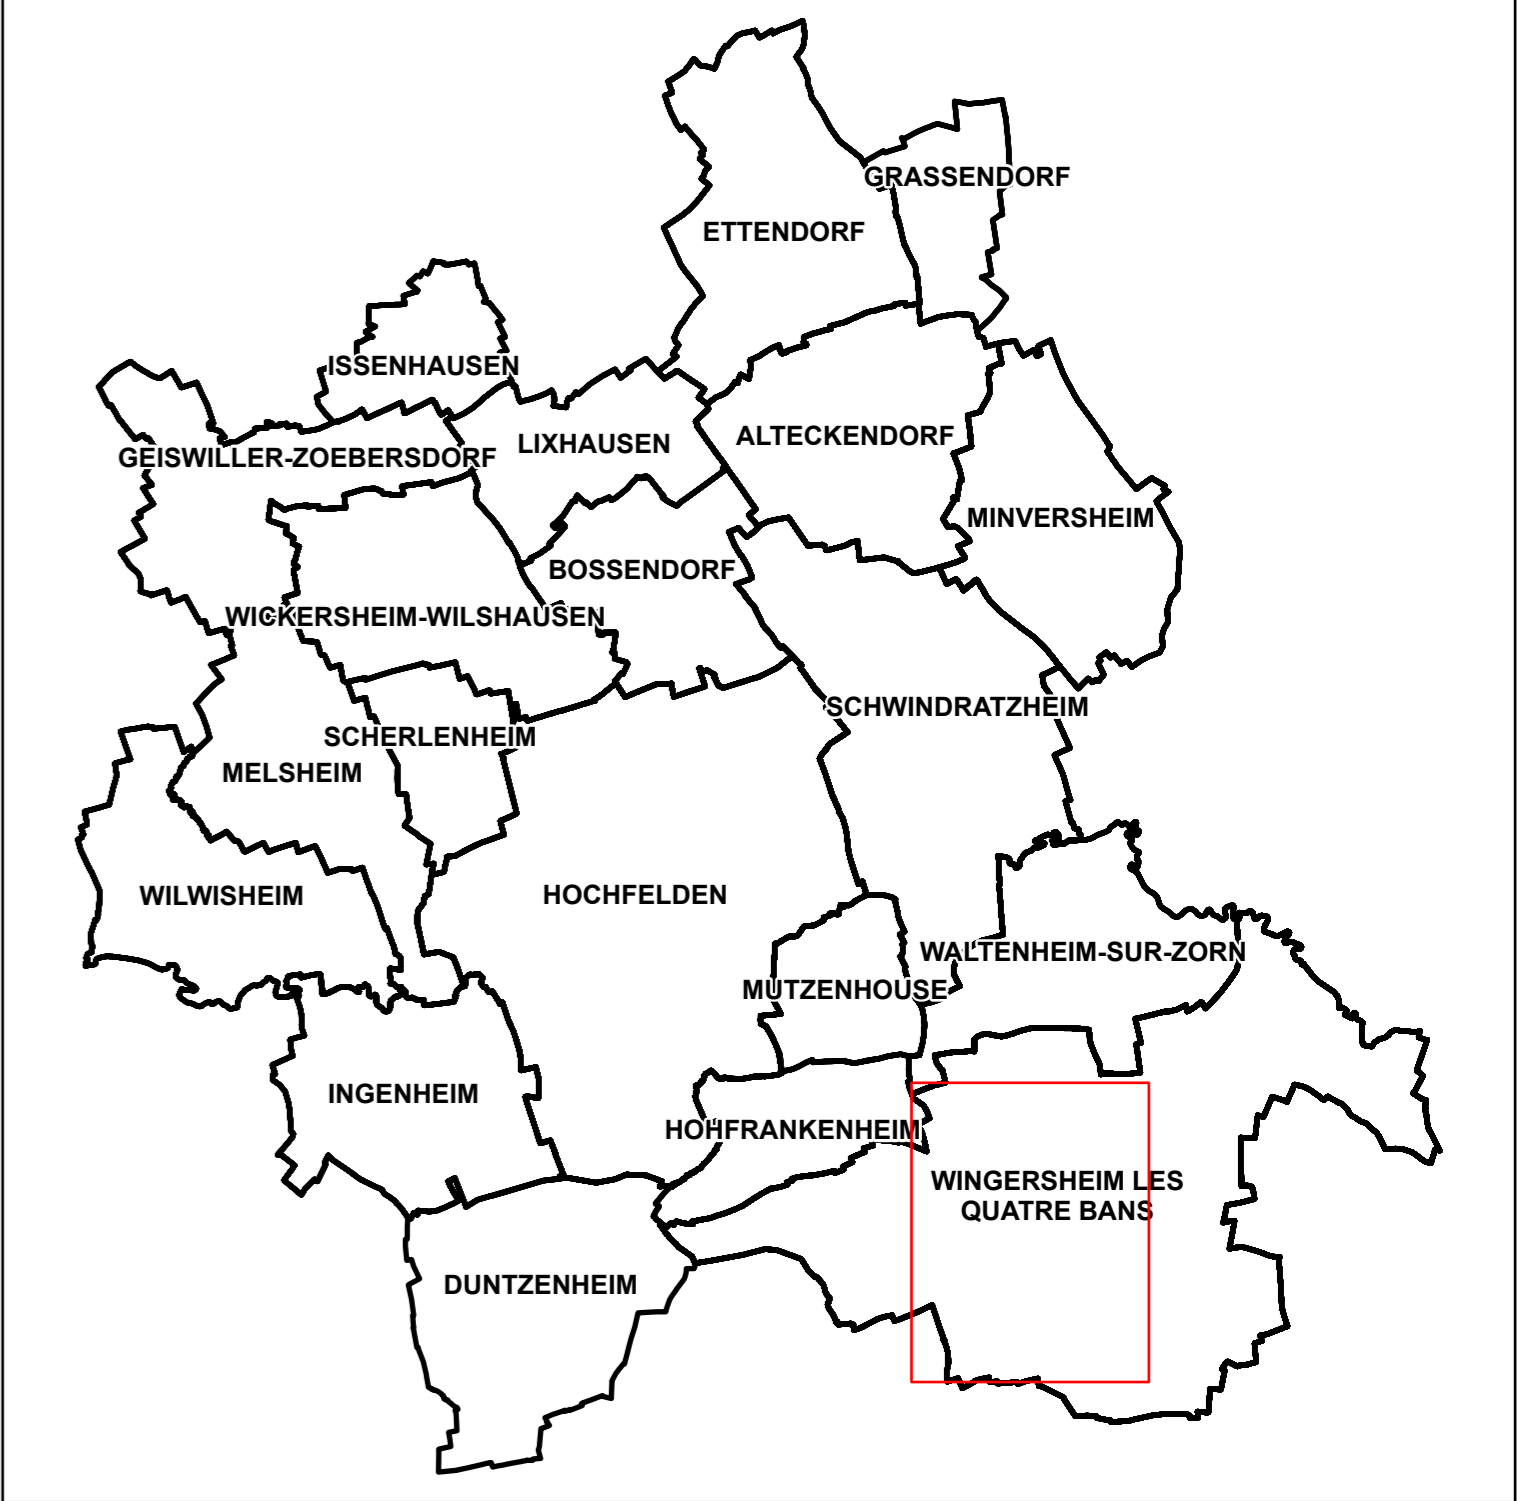 GRASSENDORF
ETTENDORF
ISSENHAUSEN
GEISWILLER-ZOEBERSDORF
LIXHAUSEN
ALTECKENDORF
MINVERSHEIM
BOSSENDORF
WICKERSHEIM-WILSHAUSEN
SCHWINDRATZHEIM
SCHERLENHEIM
MELSHEIM
WILWISHEIM
HOCHFELDEN
WALTENHEIM-SUR-ZORN
MUTZENHOUSE
INGENHEIM
HOHFRANKENHEIM
WINGERSHEIM LES
QUATRE BANS
DUNTZENHEIM